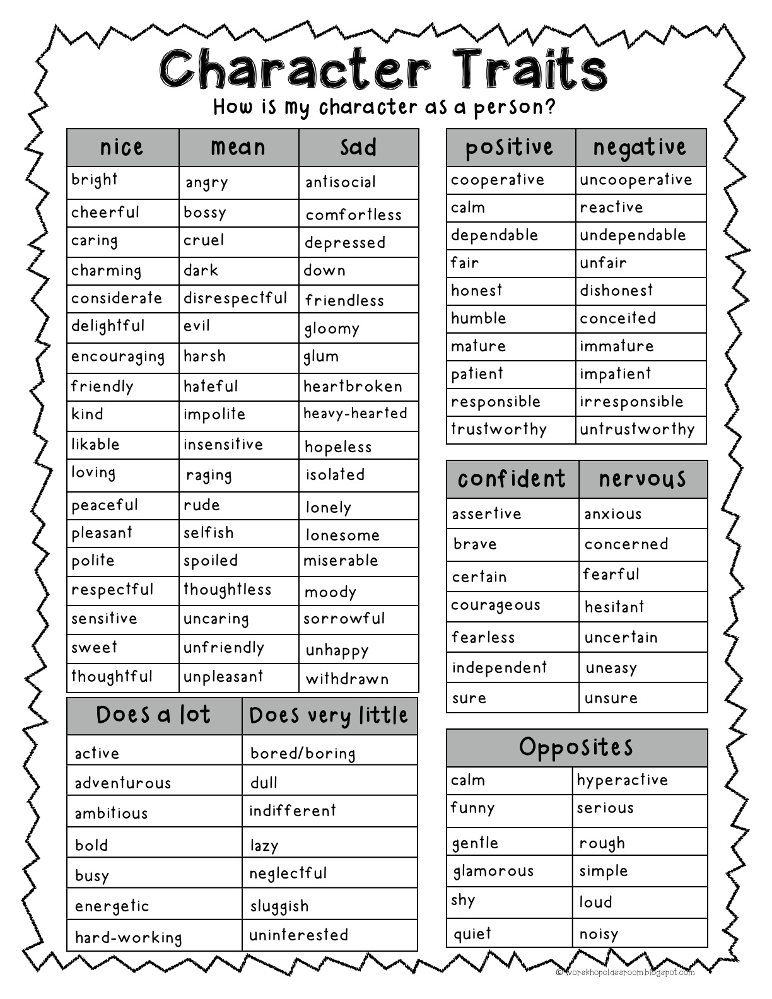 Character Traits
How is my character as a person?
nice mean sad
bright angry antisocial
cheerful bossy comfortless
caring cruel depressed
charming dark down
considerate disrespectful friendless
delightful evil gloomy
encouraging harsh glum
friendly hateful heartbroken
kind impolite heavy-hearted
likable insensitive hopeless
loving raging isolated
peaceful rude lonely
pleasant selfish lonesome
polite spoiled miserable
respectful thoughtless moody
sensitive uncaring sorrowful
sweet unfriendly unhappy
thoughtful unpleasant withdrawn
Does a lot Does very little
active bored/boring
adventurous dull
ambitious indifferent
bold lazy
busy neglectful
energetic sluggish
hard-working uninterested
positive negative
cooperative uncooperative
calm reactive
dependable undependable
fair unfair
honest dishonest
humble conceited
mature immature
patient impatient
responsible irresponsible
trustworthy untrustworthy
confident nervous
assertive anxious
brave concerned
certain fearful
courageous hesitant
fearless uncertain
independent uneasy
sure unsure
Opposites
calm hyperactive
funny serious
gentle rough
glamorous simple
shy loud
quiet noisy
© worskhopclassroom.blogspot.com